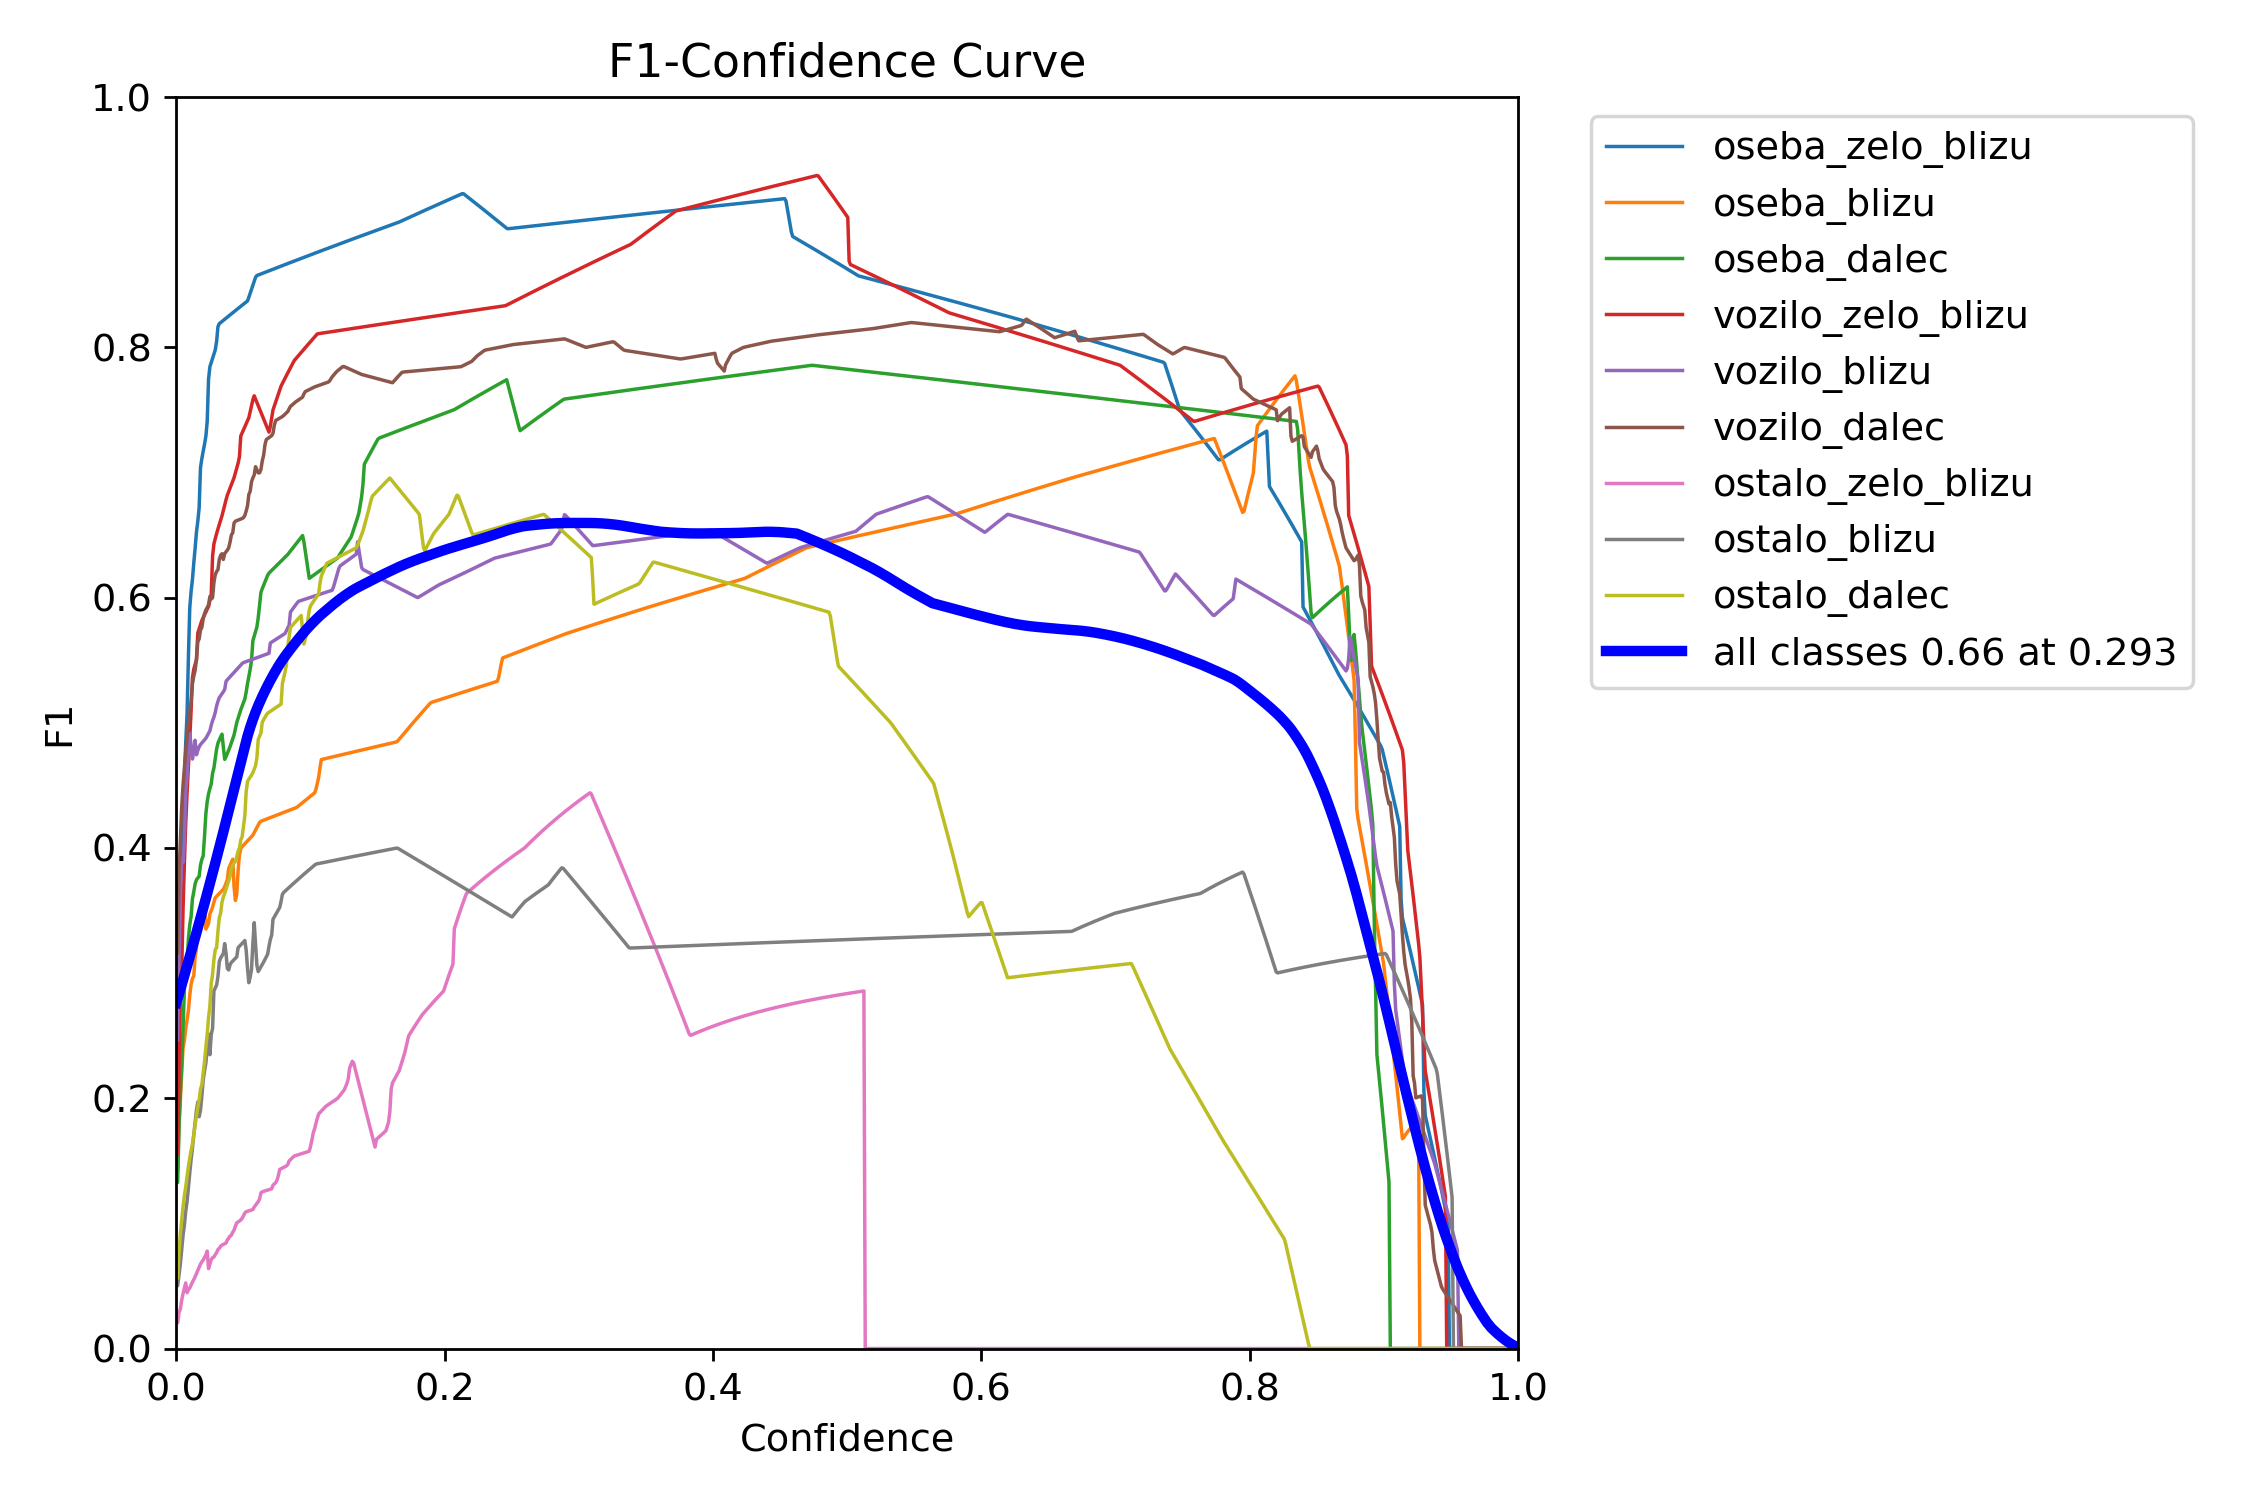 F1-Confidence Curve
1.0
0.8
0.6
0.4
0.2
0.0
F1
0.0 0.2 0.4 0.6 0.8 1.0
Confidence
oseba_zelo_blizu
oseba_blizu
oseba_dalec
vozilo_zelo_blizu
vozilo_blizu
vozilo_dalec
ostalo_zelo_blizu
ostalo_blizu
ostalo_dalec
all classes 0.66 at 0.293